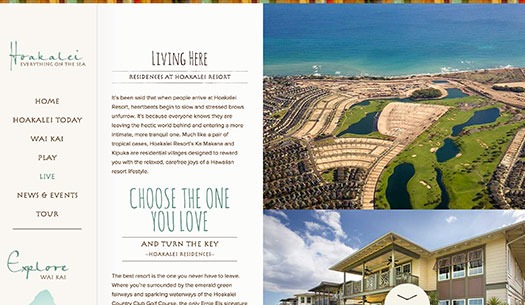 Hoakalei
EVERYTHING ON THE SEA
HOME
HOAKALEI TODAY
WAI KAI
PLAY
LIVE
NEWS & EVENTS
TOUR
Explore
WAI KAI
LIVING HERE
RESIDENCES AT HOAKALEI RESORT
It's been said that when people arrive at Hoakalei
Resort, heartbeats begin to slow and stressed brows
unfurrow. It's because everyone knows they are
leaving the hectic world behind and entering a more
intimate, more tranquil one. Much like a pair of
tropical oases, Hoakalei Resort's Ka Makana and
Kipuka are residential villages designed to reward
you with the relaxed, carefree joys of a Hawaiian
resort lifestyle.
CHOOSE THE ONE
YOU LOVE
AND TURN THE KEY
~HOAKALEI RESIDENCES~
The best resort is the one you never have to leave.
Where you're surrounded by the emerald green
fairways and sparkling waterways of the Hoakalei
Country Club Golf Course, the only Ernie Els signature